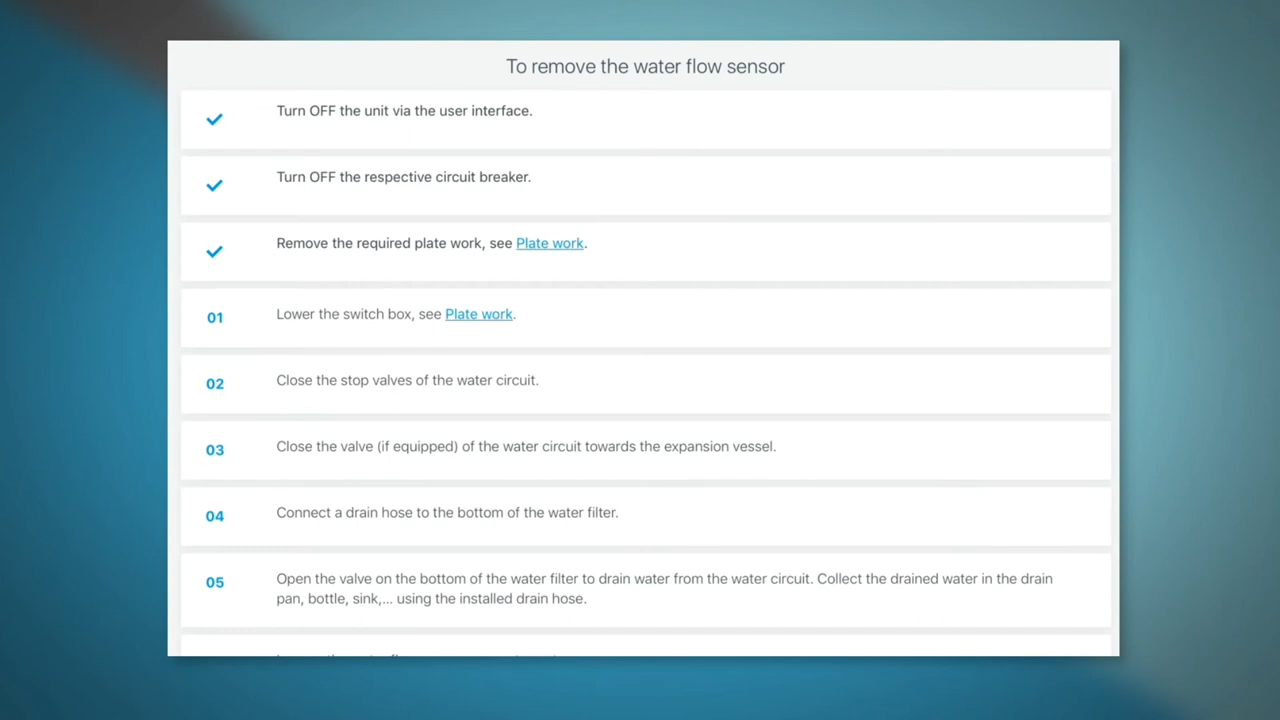 To remove the water flow sensor
Turn OFF the unit via the user interface.
Turn OFF the respective circuit breaker.
Remove the required plate work, see Plate work.
01 Lower the switch box, see Plate work.
02 Close the stop valves of the water circuit.
03 Close the valve (if equipped) of the water circuit towards the expansion vessel.
04 Connect a drain hose to the bottom of the water filter.
05 Open the valve on the bottom of the water filter to drain water from the water circuit. Collect the drained water in the drain
pan, bottle, sink,... using the installed drain hose.